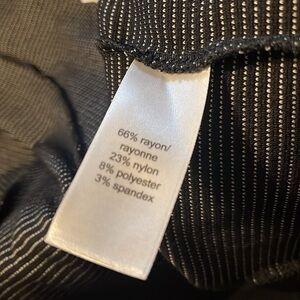 66% rayon/
rayonne
23% nylon
8% polyester
3% spandex